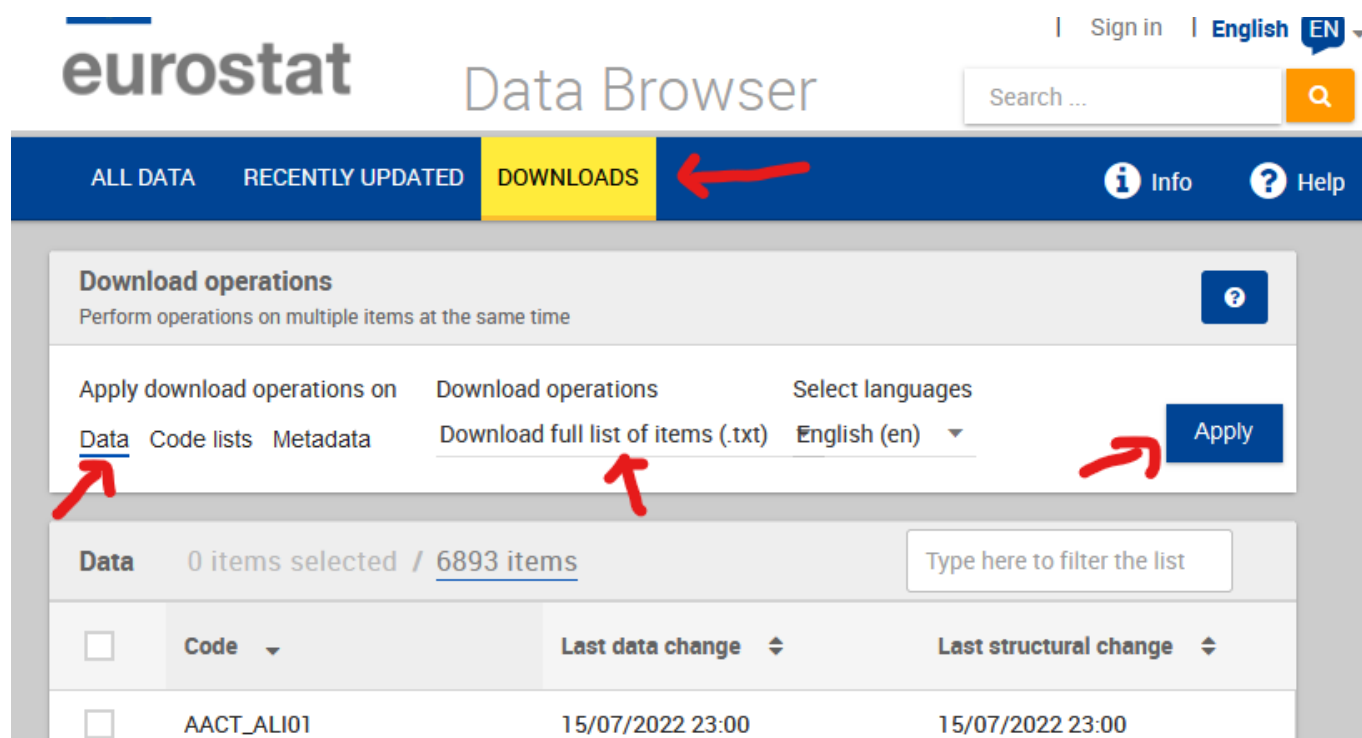 | Sign in | English EN
eurostat Data Browser
Search ...
ALL DATA RECENTLY UPDATED DOWNLOADS i Info ? Help
Download operations
Perform operations on multiple items at the same time
?
Apply download operations on Download operations Select languages
Data Code lists Metadata Download full list of items (.txt) English (en) Apply
Data 0 items selected / 6893 items Type here to filter the list
Code Last data change Last structural change
AACT_ALI01 15/07/2022 23:00 15/07/2022 23:00